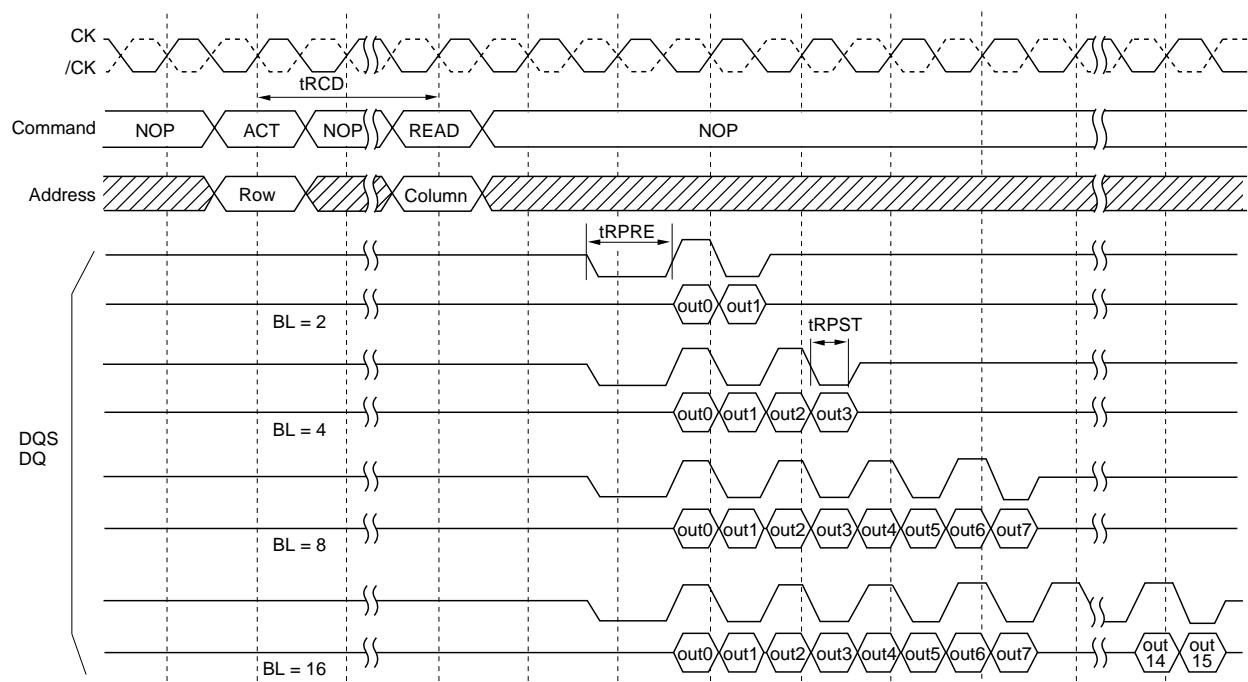 CK
/CK
tRCD
Command NOP ACT NOP READ NOP
Address Row Column
tRPRE
out0 out1
BL = 2
tRPST
out0 out1 out2 out3
BL = 4
DQS
DQ
out0 out1 out2 out3 out4 out5 out6 out7
BL = 8
out0 out1 out2 out3 out4 out5 out6 out7 out 14 out 15
BL = 16